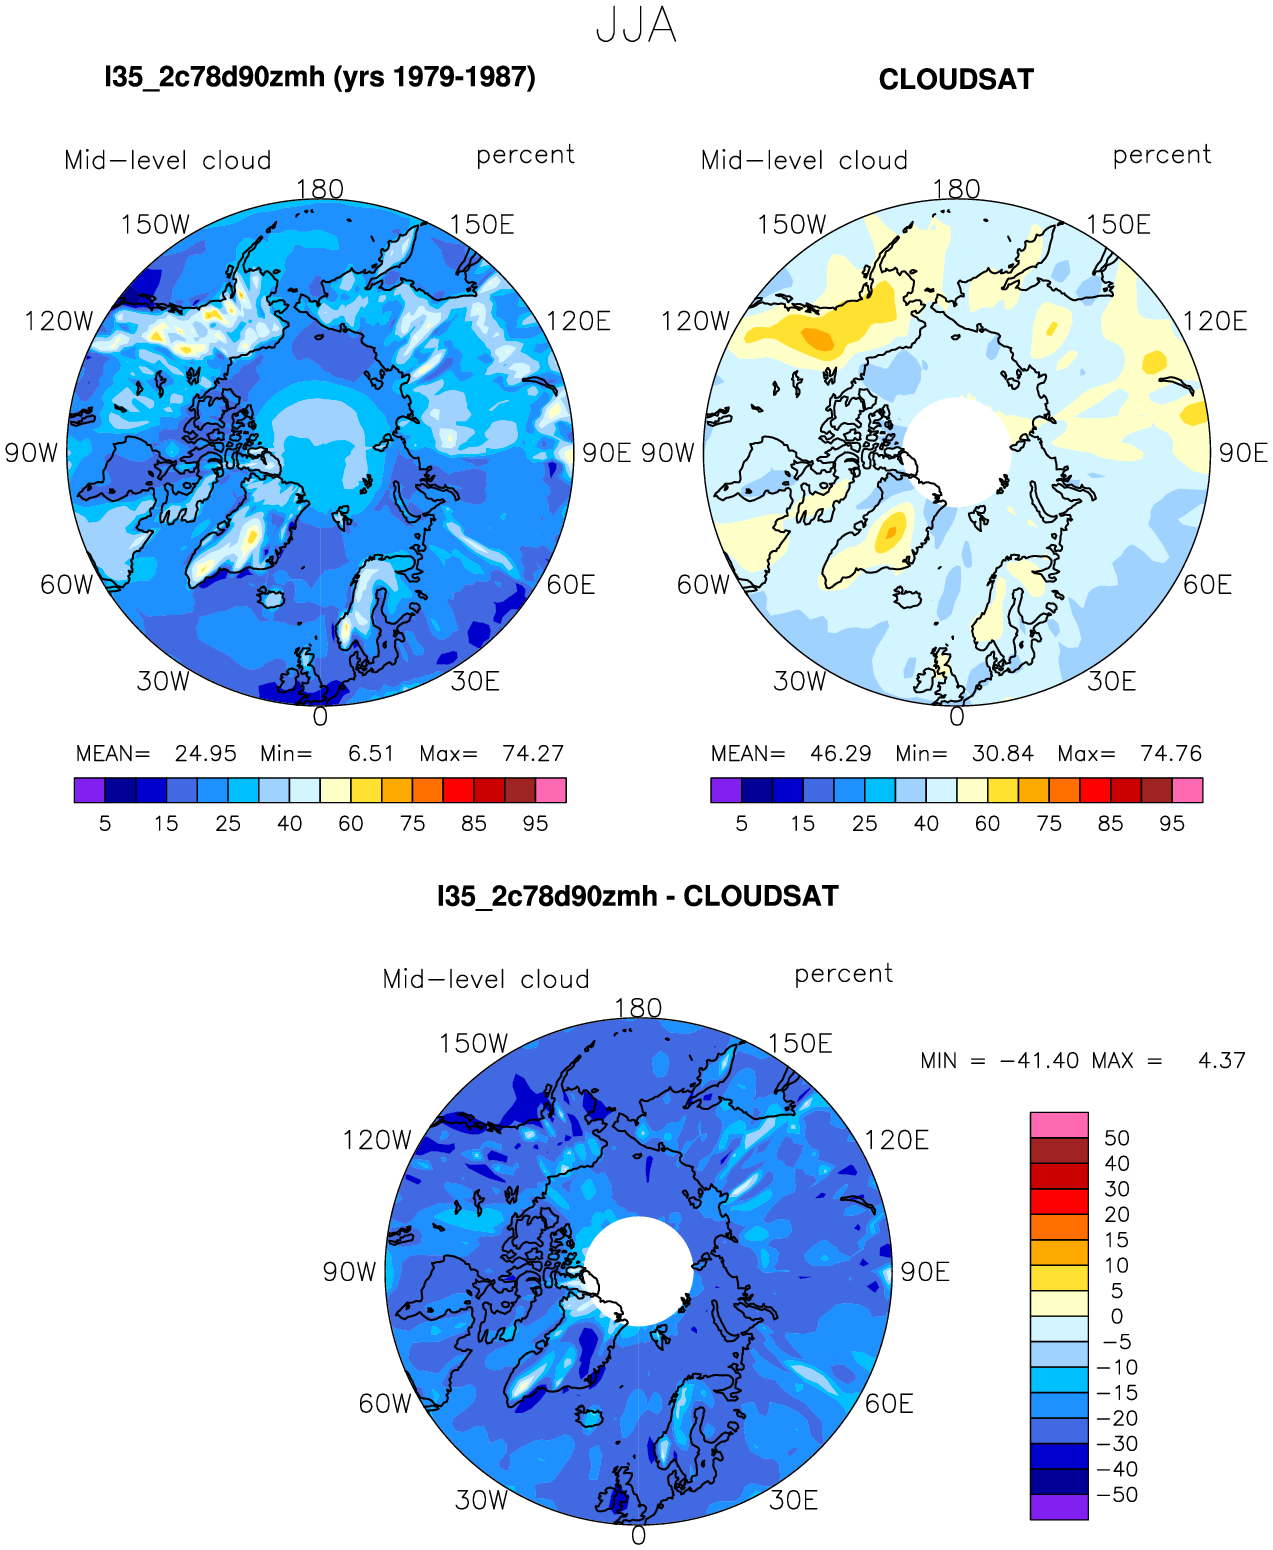 JJA
I35_2c78d90zmh (yrs 1979-1987)
CLOUDSAT
Mid-level cloud percent
180
150W 150E
120W 120E
90W 90E
60W 60E
30W 30E
0
MEAN= 24.95 Min= 6.51 Max= 74.27
5 15 25 40 60 75 85 95
Mid-level cloud percent
180
150W 150E
120W 120E
90W 90E
60W 60E
30W 30E
0
MEAN= 46.29 Min= 30.84 Max= 74.76
5 15 25 40 60 75 85 95
I35_2c78d90zmh - CLOUDSAT
Mid-level cloud percent
180
150W 150E
120W 120E
90W 90E
60W 60E
30W 30E
0
MIN = -41.40 MAX = 4.37
50
40
30
20
15
10
5
0
-5
-10
-15
-20
-30
-40
-50